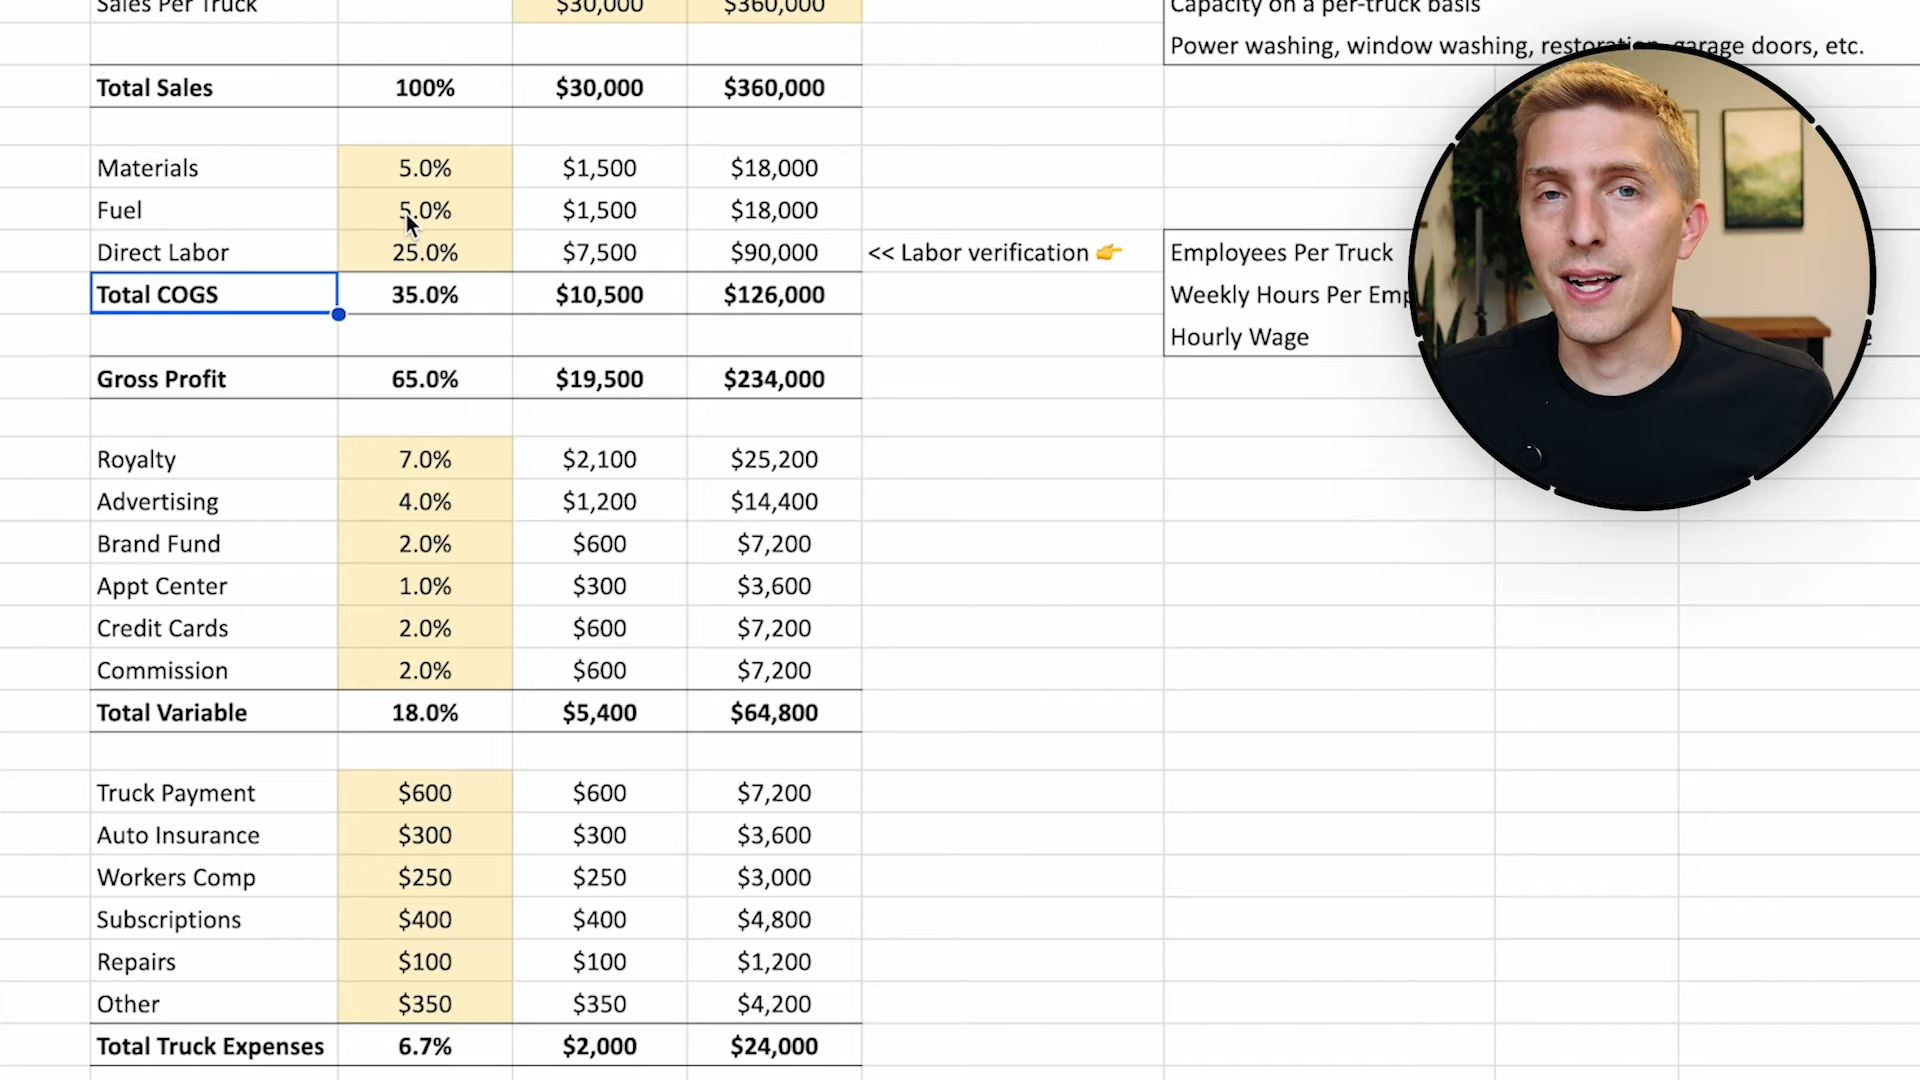 Sales Per Truck $30,000 $360,000
Capacity on a per-truck basis
Power washing, window washing, restoration, garage doors, etc.
Total Sales 100% $30,000 $360,000
Materials 5.0% $1,500 $18,000
Fuel 5.0% $1,500 $18,000
Direct Labor 25.0% $7,500 $90,000 << Labor verification 👉 Employees Per Truck
Total COGS 35.0% $10,500 $126,000 Weekly Hours Per Emp
Hourly Wage
Gross Profit 65.0% $19,500 $234,000
Royalty 7.0% $2,100 $25,200
Advertising 4.0% $1,200 $14,400
Brand Fund 2.0% $600 $7,200
Appt Center 1.0% $300 $3,600
Credit Cards 2.0% $600 $7,200
Commission 2.0% $600 $7,200
Total Variable 18.0% $5,400 $64,800
Truck Payment $600 $600 $7,200
Auto Insurance $300 $300 $3,600
Workers Comp $250 $250 $3,000
Subscriptions $400 $400 $4,800
Repairs $100 $100 $1,200
Other $350 $350 $4,200
Total Truck Expenses 6.7% $2,000 $24,000